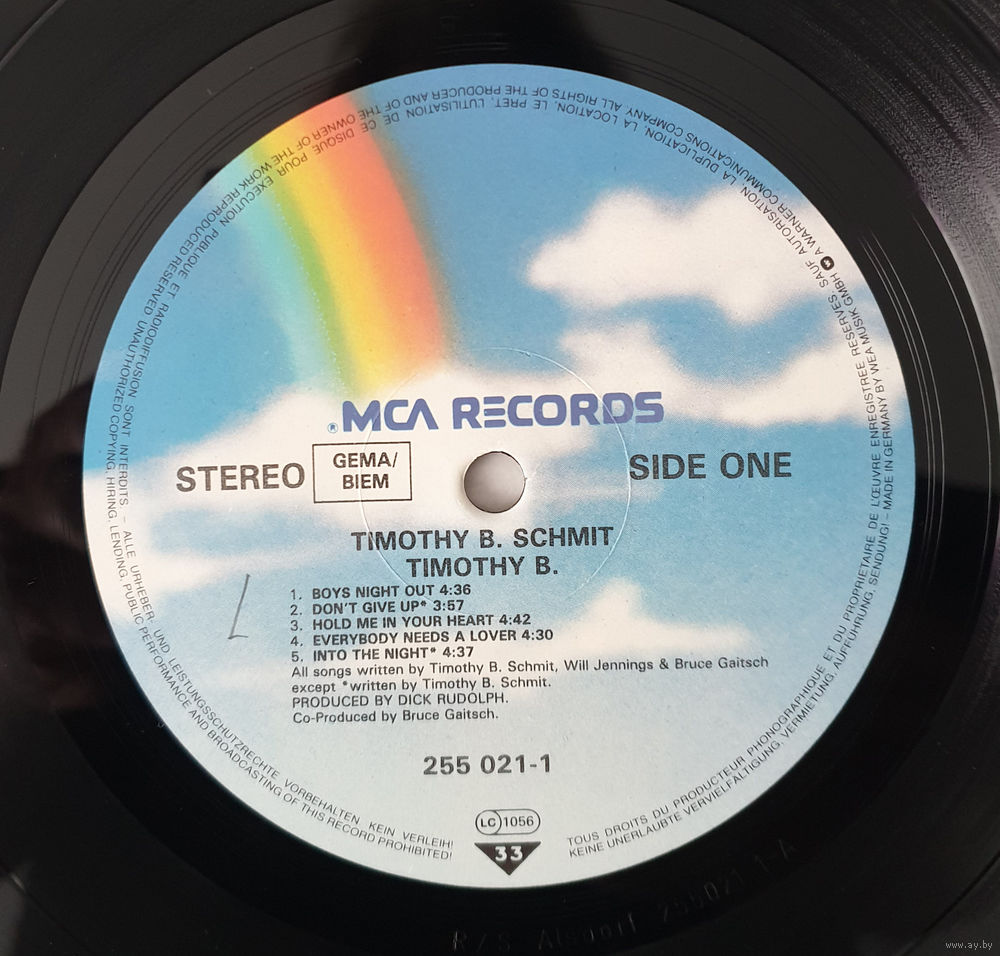 ® MCA RECORDS
STEREO
GEMA/
BIEM
SIDE ONE
TIMOTHY B. SCHMIT
TIMOTHY B.
1. BOYS NIGHT OUT 4:36
2. DON'T GIVE UP* 3:57
3. HOLD ME IN YOUR HEART 4:42
4. EVERYBODY NEEDS A LOVER 4:30
5. INTO THE NIGHT* 4:37
All songs written by Timothy B. Schmit, Will Jennings & Bruce Gaitsch
except *written by Timothy B. Schmit.
PRODUCED BY DICK RUDOLPH.
Co-Produced by Bruce Gaitsch.
255 021-1
LC 1056
33
TOUS DROITS DU PRODUCTEUR PHONOGRAPHIQUE ET DU PROPRIETAIRE DE L'ŒUVRE ENREGISTREE RESERVES SAUF AUTORISATION, LA DUPLICATION, LA LOCATION, LE PRET, L'UTILISATION DE CE DISQUE POUR EXECUTION PUBLIQUE ET RADIODIFFUSION SONT INTERDITS – ALLE URHEBER- UND LEISTUNGSSCHUTZRECHTE VORBEHALTEN KEIN VERLEIH!
KEINE UNERLAUBTE VERVIELFALTIGUNG, VERMIETUNG, AUFFUHRUNG, SENDUNG! – MADE IN GERMANY BY WEA MUSIK GMBH A WARNER COMMUNICATIONS COMPANY. ALL RIGHTS OF THE PRODUCER AND OF THE OWNER OF THE WORK REPRODUCED RESERVED UNAUTHORIZED COPYING, HIRING, LENDING, PUBLIC PERFORMANCE AND BROADCASTING OF THIS RECORD PROHIBITED!
R/S Alsdorf 255021 1-A
www.ay.by